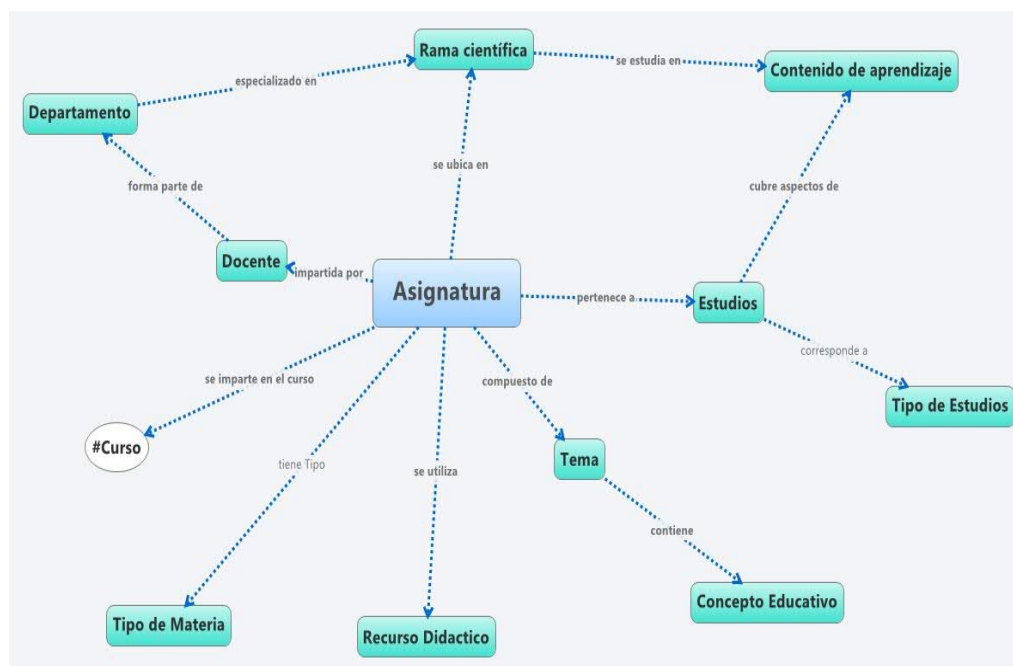 Rama científica
se estudia en
Contenido de aprendizaje
especializado en
Departamento
se ubica en
forma parte de
cubre aspectos de
Docente
impartida por
Asignatura
pertenece a
Estudios
corresponde a
se imparte en el curso
compuesto de
Tipo de Estudios
#Curso
tiene Tipo
se utiliza
Tema
contiene
Concepto Educativo
Tipo de Materia
Recurso Didactico